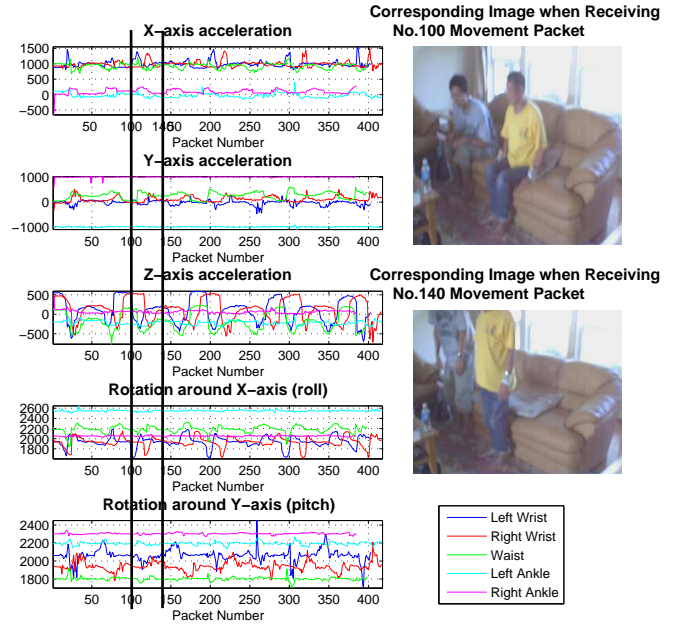 X-axis acceleration
1500
1000
500
0
-500
50 100 140 150 200 250 300 350 400
Packet Number
Y-axis acceleration
1000
0
-1000
50 100 150 200 250 300 350 400
Packet Number
Z-axis acceleration
500
0
-500
50 100 150 200 250 300 350 400
Packet Number
Rotation around X-axis (roll)
2600
2400
2200
2000
1800
50 100 150 200 250 300 350 400
Packet Number
Rotation around Y-axis (pitch)
2400
2200
2000
1800
50 100 140 150 200 250 300 350 400
Packet Number
Corresponding Image when Receiving
No.100 Movement Packet
Corresponding Image when Receiving
No.140 Movement Packet
Left Wrist
Right Wrist
Waist
Left Ankle
Right Ankle